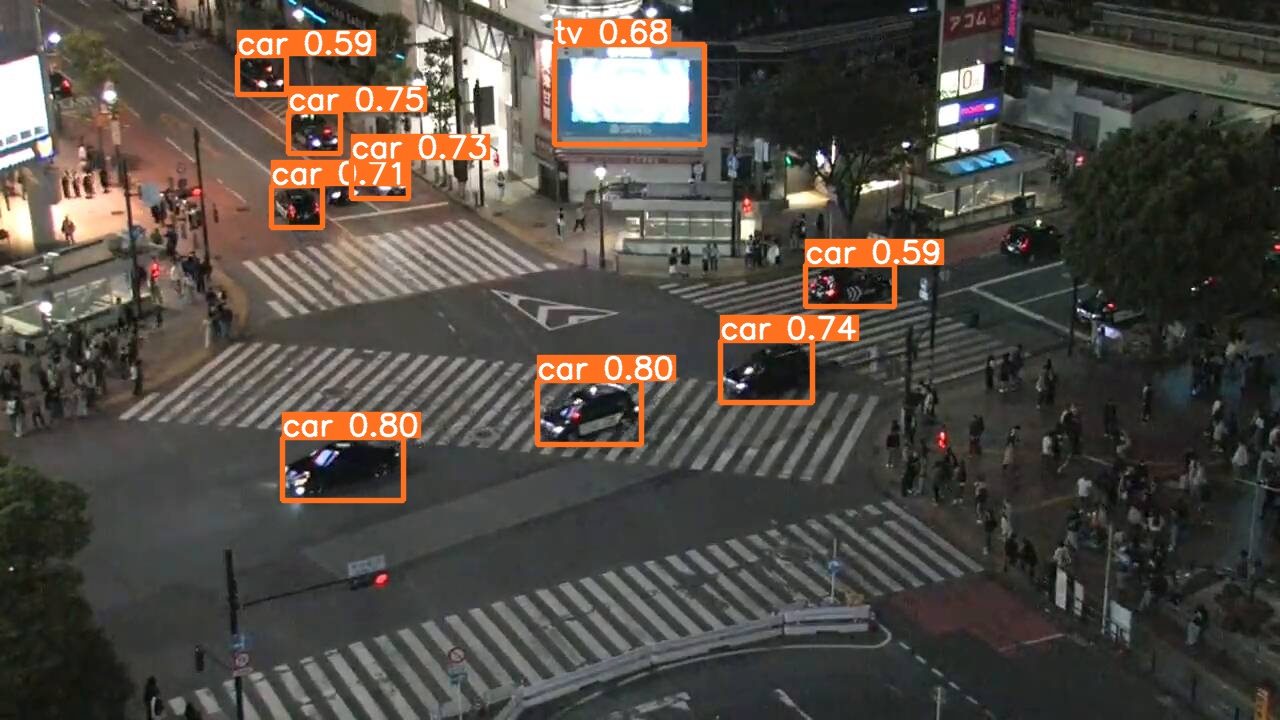 car 0.59
tv 0.68
アコム
car 0.75
car 0.73
car 0.71
car 0.59
car 0.74
car 0.80
car 0.80